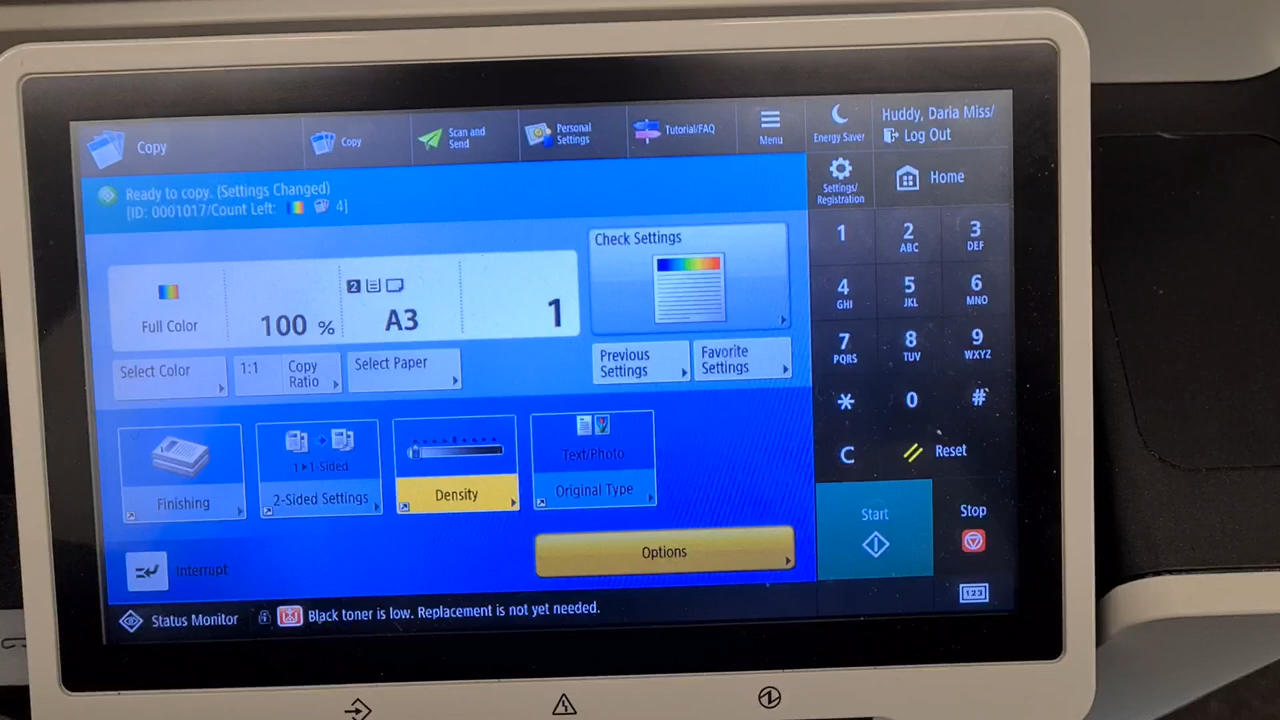 Copy
Copy
Scan and
Send
Personal
Settings
Tutorial/FAQ
Menu
Energy Saver
Huddy, Daria Miss/
Log Out
Ready to copy. (Settings Changed)
[ID: 0001017/Count Left: 4]
Settings/
Registration
Home
Check Settings
Full Color
100 %
2
A3
1
Select Color
1:1
Copy
Ratio
Select Paper
Previous
Settings
Favorite
Settings
1
2
ABC
3
DEF
4
GHI
5
JKL
6
MNO
7
PQRS
8
TUV
9
WXYZ
*
0
#
C
Reset
Finishing
1►1-Sided
2-Sided Settings
Density
Text/Photo
Original Type
Interrupt
Options
Start
Stop
123
Status Monitor
Black toner is low. Replacement is not yet needed.